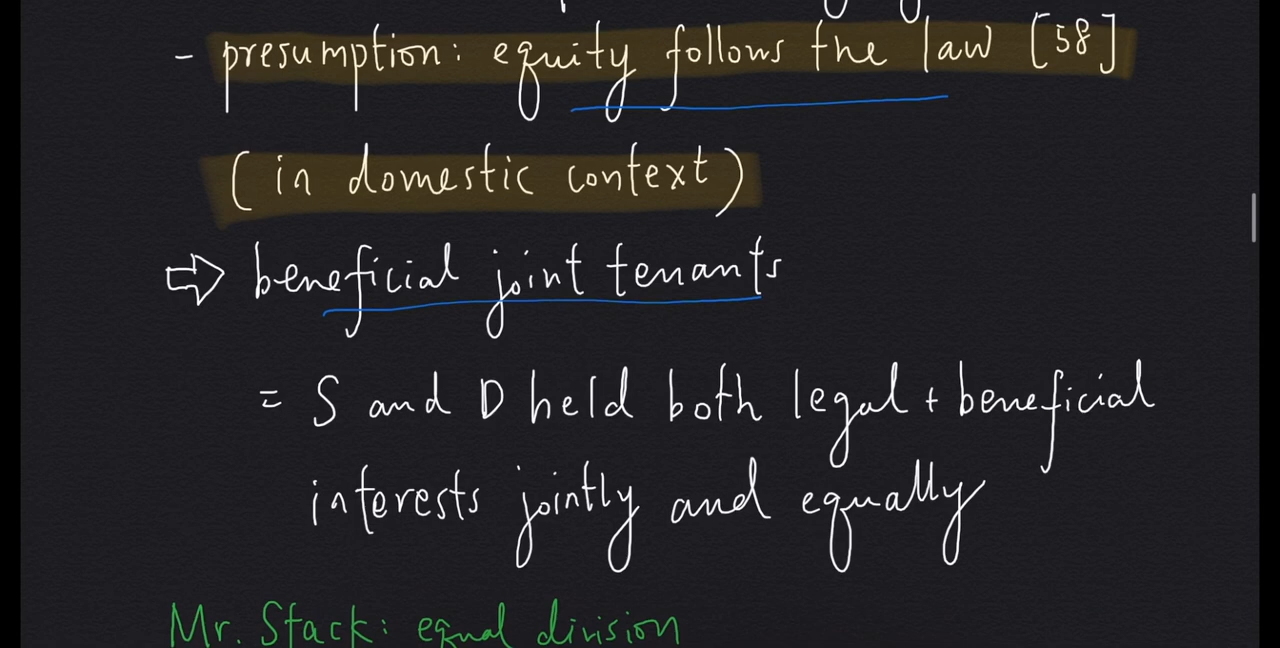 - presumption: equity follows the law [58]
(in domestic context)
⇨ beneficial joint tenants
= S and D held both legal + beneficial
interests jointly and equally
Mr. Stack: equal division